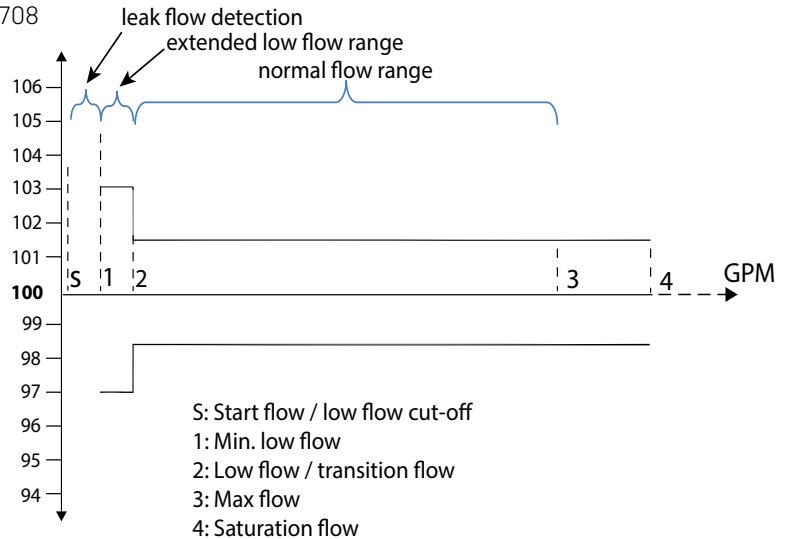 708
leak flow detection
extended low flow range
normal flow range
106
105
104
103
102
101
S 1 2 3 4 GPM
100
99
98
97
96
95
94
S: Start flow / low flow cut-off
1: Min. low flow
2: Low flow / transition flow
3: Max flow
4: Saturation flow